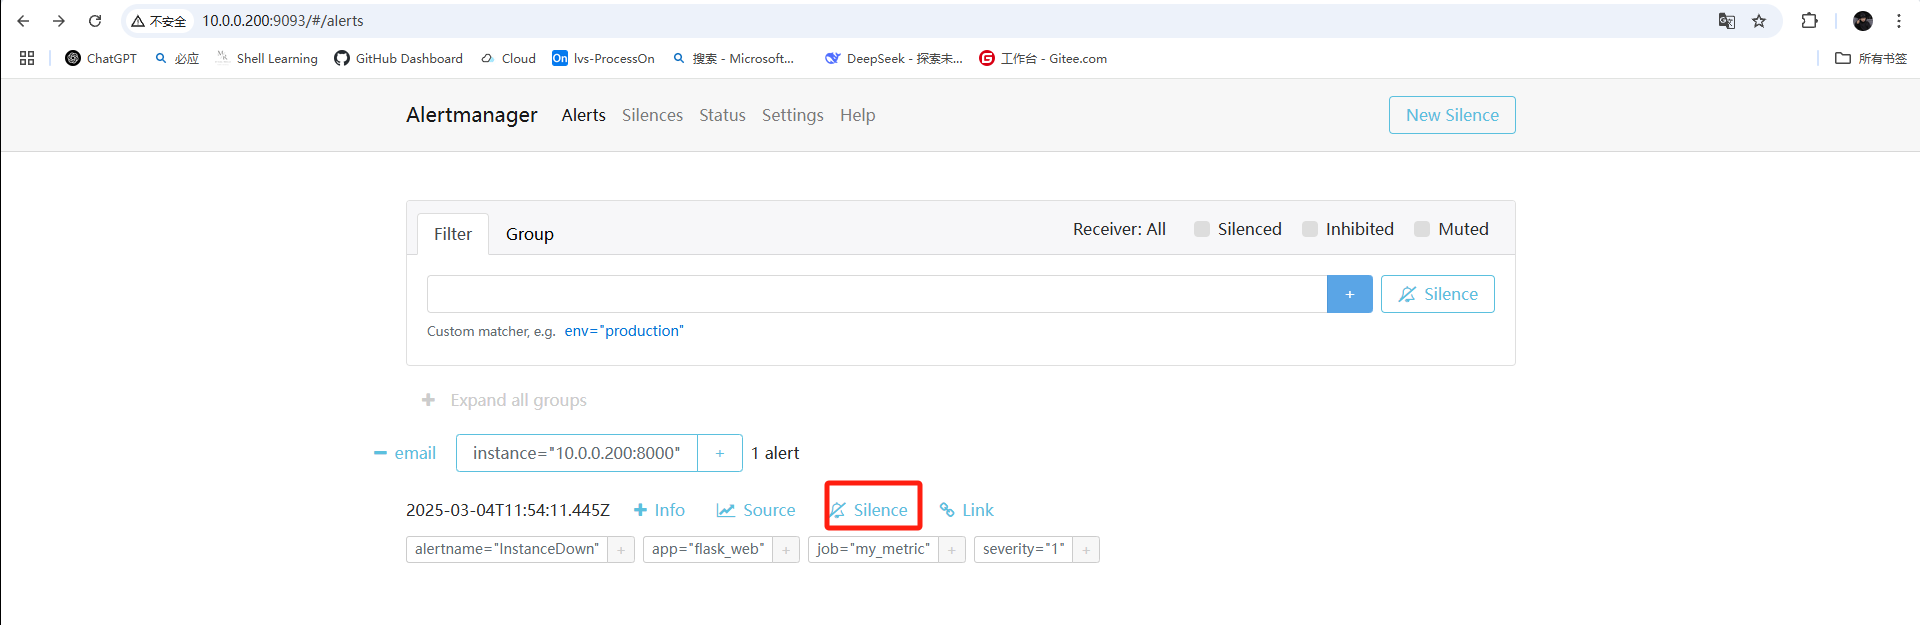 不安全 10.0.0.200:9093/#/alerts
ChatGPT 必应 Shell Learning GitHub Dashboard Cloud On lvs-ProcessOn 搜索 - Microsoft... DeepSeek - 探索未... 工作台 - Gitee.com 所有书签
Alertmanager Alerts Silences Status Settings Help New Silence
Filter Group Receiver: All Silenced Inhibited Muted
+ Silence
Custom matcher, e.g. env="production"
+ Expand all groups
− email instance="10.0.0.200:8000" + 1 alert
2025-03-04T11:54:11.445Z + Info Source Silence Link
alertname="InstanceDown" + app="flask_web" + job="my_metric" + severity="1" +